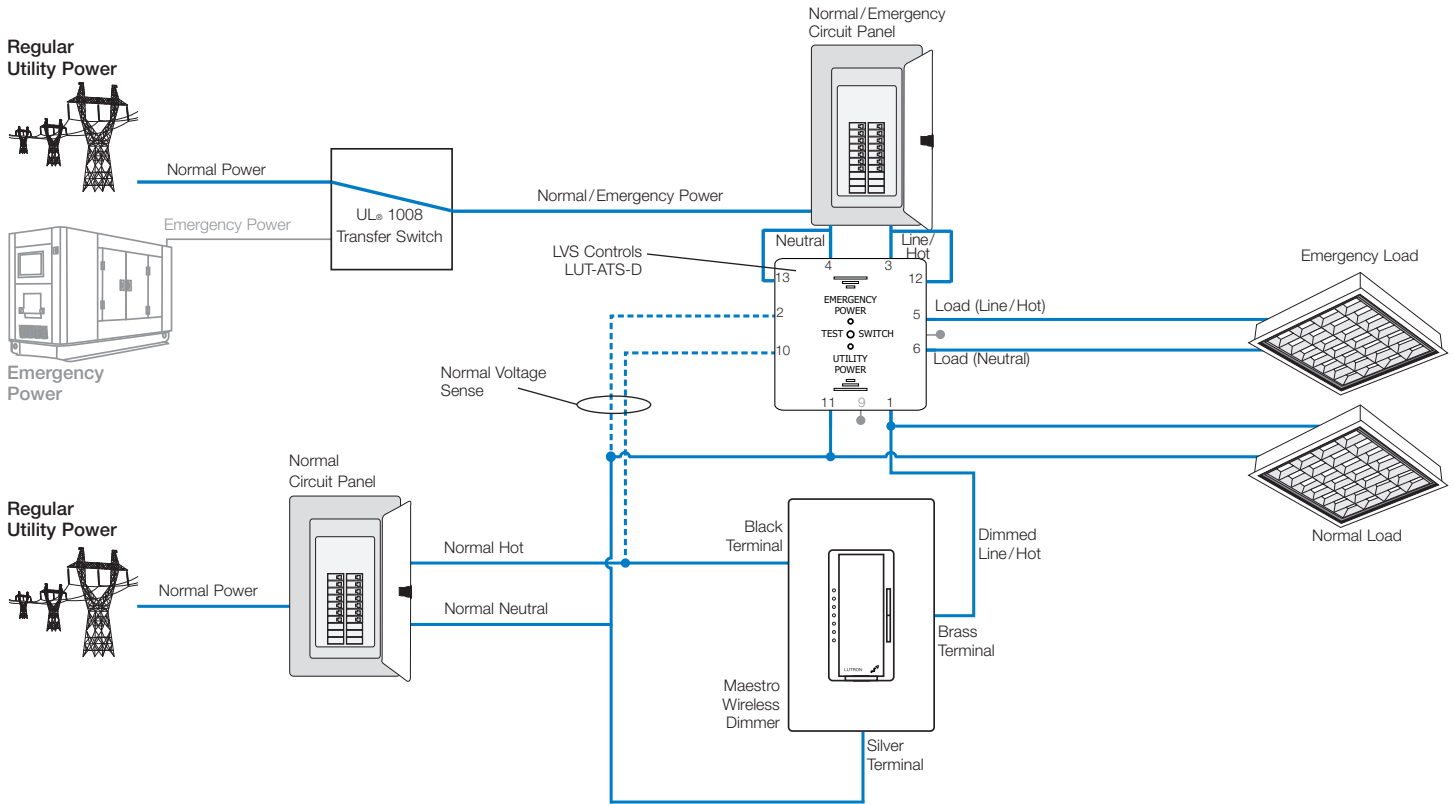 Normal/Emergency
Circuit Panel
Regular
Utility Power
Normal Power
Normal/Emergency Power
UL® 1008
Transfer Switch
Emergency Power
Emergency
Power
LVS Controls
LUT-ATS-D
Neutral
Line/
Hot
4
3
13
12
EMERGENCY
POWER
TEST
SWITCH
UTILITY
POWER
2
10
5
6
11
9
1
Load (Line/Hot)
Load (Neutral)
Emergency Load
Normal Voltage
Sense
Normal
Circuit Panel
Regular
Utility Power
Normal Power
Normal Hot
Normal Neutral
Black
Terminal
Dimmed
Line/Hot
Normal Load
LUTRON
Brass
Terminal
Maestro
Wireless
Dimmer
Silver
Terminal